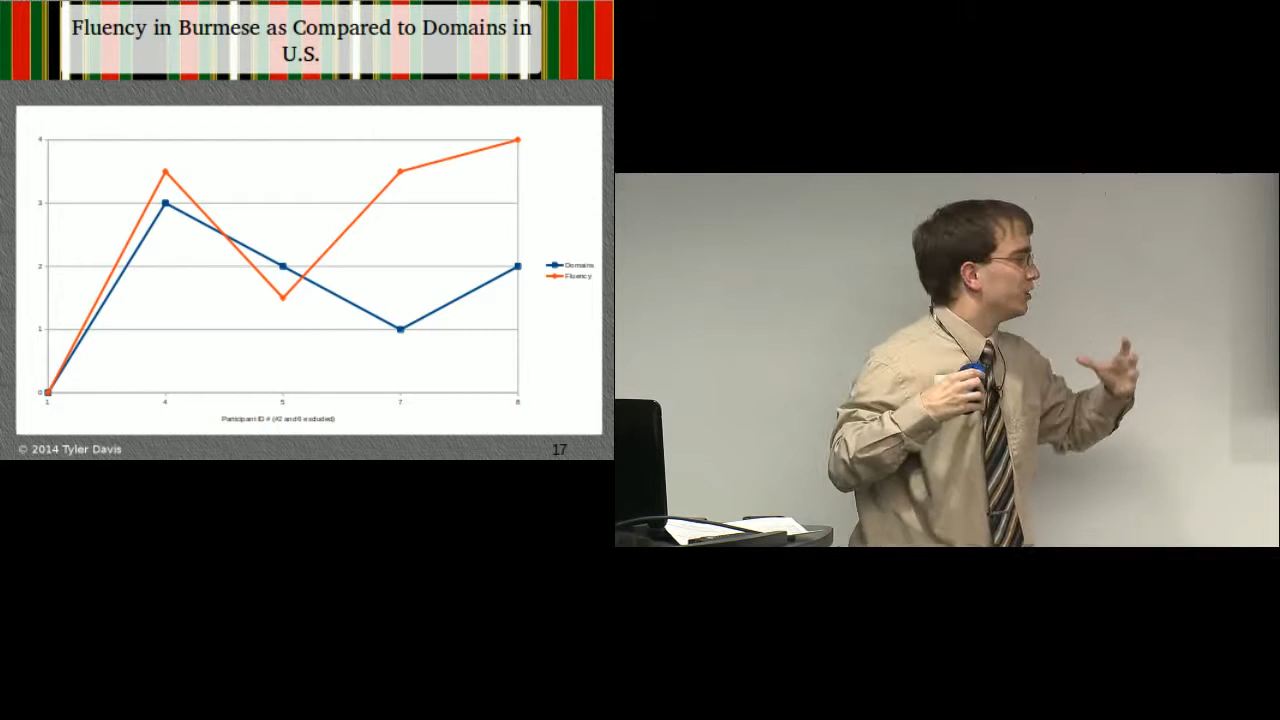 Fluency in Burmese as Compared to Domains in
U.S.
4
3
2
1
0
1 4 5 7 8
Domains
Fluency
Participant ID # (#2 and 6 excluded)
© 2014 Tyler Davis
17